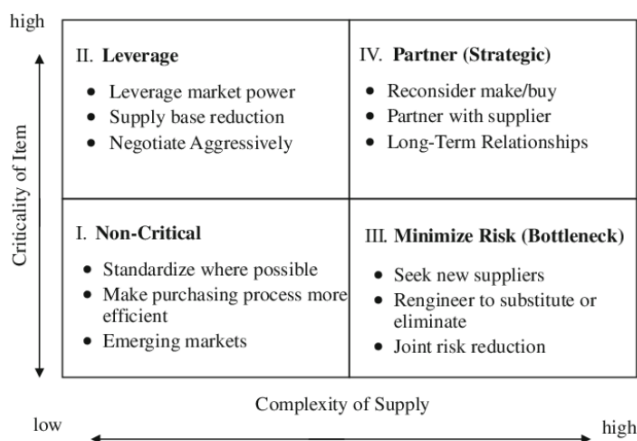 high
II. Leverage
• Leverage market power
• Supply base reduction
• Negotiate Aggressively
IV. Partner (Strategic)
• Reconsider make/buy
• Partner with supplier
• Long-Term Relationships
Criticality of Item
I. Non-Critical
• Standardize where possible
• Make purchasing process more
efficient
• Emerging markets
III. Minimize Risk (Bottleneck)
• Seek new suppliers
• Rengineer to substitute or
eliminate
• Joint risk reduction
Complexity of Supply
low
high